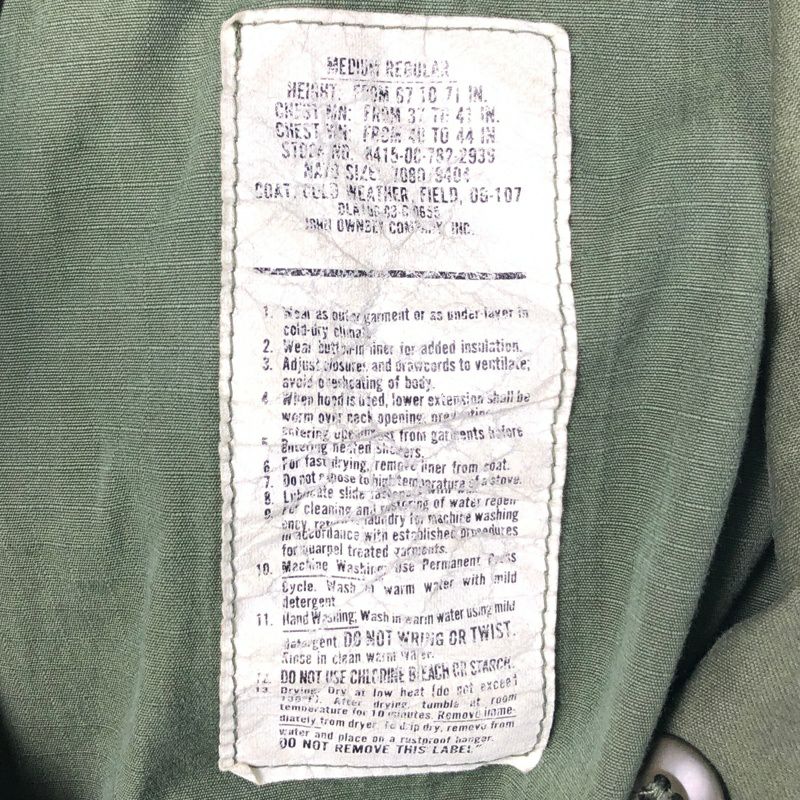 MEDIUM REGULAR
HEIGHT: FROM 67 TO 71 IN.
CHEST MIN: FROM 37 TO 41 IN.
CHEST MIN: FROM 40 TO 44 IN
STOCK NO. 8415-00-782-2939
NATO SIZE: 7080/9404
COAT, COLD WEATHER, FIELD, OG-107
JOHN OWNBEY COMPANY, INC.
1. Wear as outer garment or as under-layer in
cold-dry
2. Wear button-in liner for added insulation.
3. Adjust closures, and drawcords to ventilate;
avoid overheating of body.
4. When hood is used, lower extension shall be
worn over neck opening,
from garments before
5. Entering heated shelters.
6. For fast drying, remove liner from coat.
7. Do not expose to high temperature of a stove.
8. Lubricate slide fasteners with
9. For cleaning and restoring of water repell-
ency, return to laundry for machine washing
in accordance with established procedures
for quarpel treated garments.
10. Machine Washing: Use Permanent Press
Cycle. Wash in warm water with mild
detergent
11. Hand Washing: Wash in warm water using mild
detergent. DO NOT WRING OR TWIST.
Rinse in clean warm water.
12. DO NOT USE CHLORINE BLEACH OR STARCH.
13. Drying: Dry at low heat (do not exceed
130°F). After drying, tumble at room
temperature for 10 minutes. Remove imme-
diately from dryer. To drip dry, remove from
water and place on a rustproof hanger.
DO NOT REMOVE THIS LABEL"